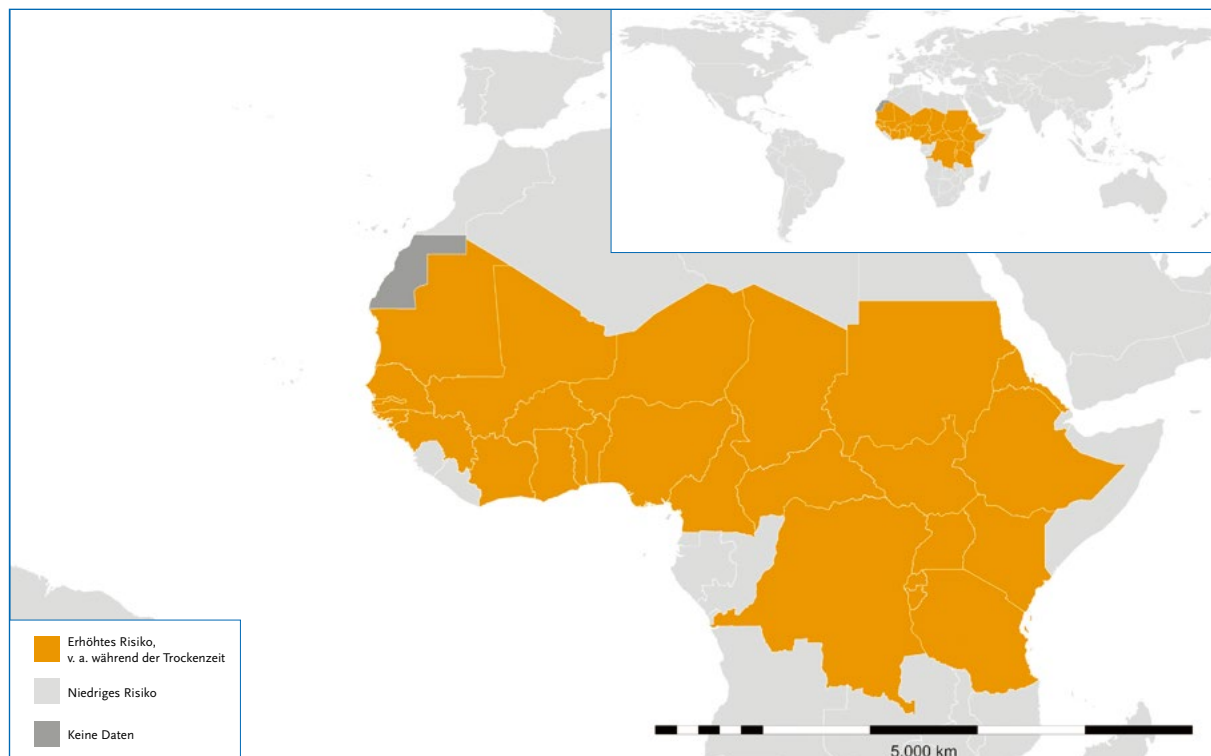 Erhöhtes Risiko,
v. a. während der Trockenzeit
Niedriges Risiko
Keine Daten
5.000 km